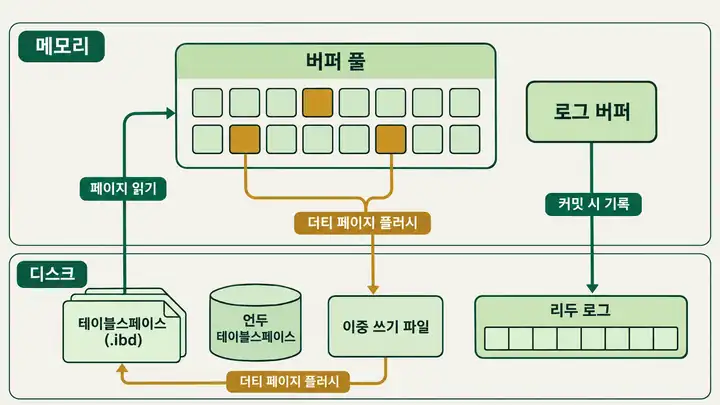 메모리
버퍼 풀
로그 버퍼
페이지 읽기
커밋 시 기록
더티 페이지 플러시
디스크
테이블스페이스
(.ibd)
언두
테이블스페이스
이중 쓰기 파일
리두 로그
더티 페이지 플러시